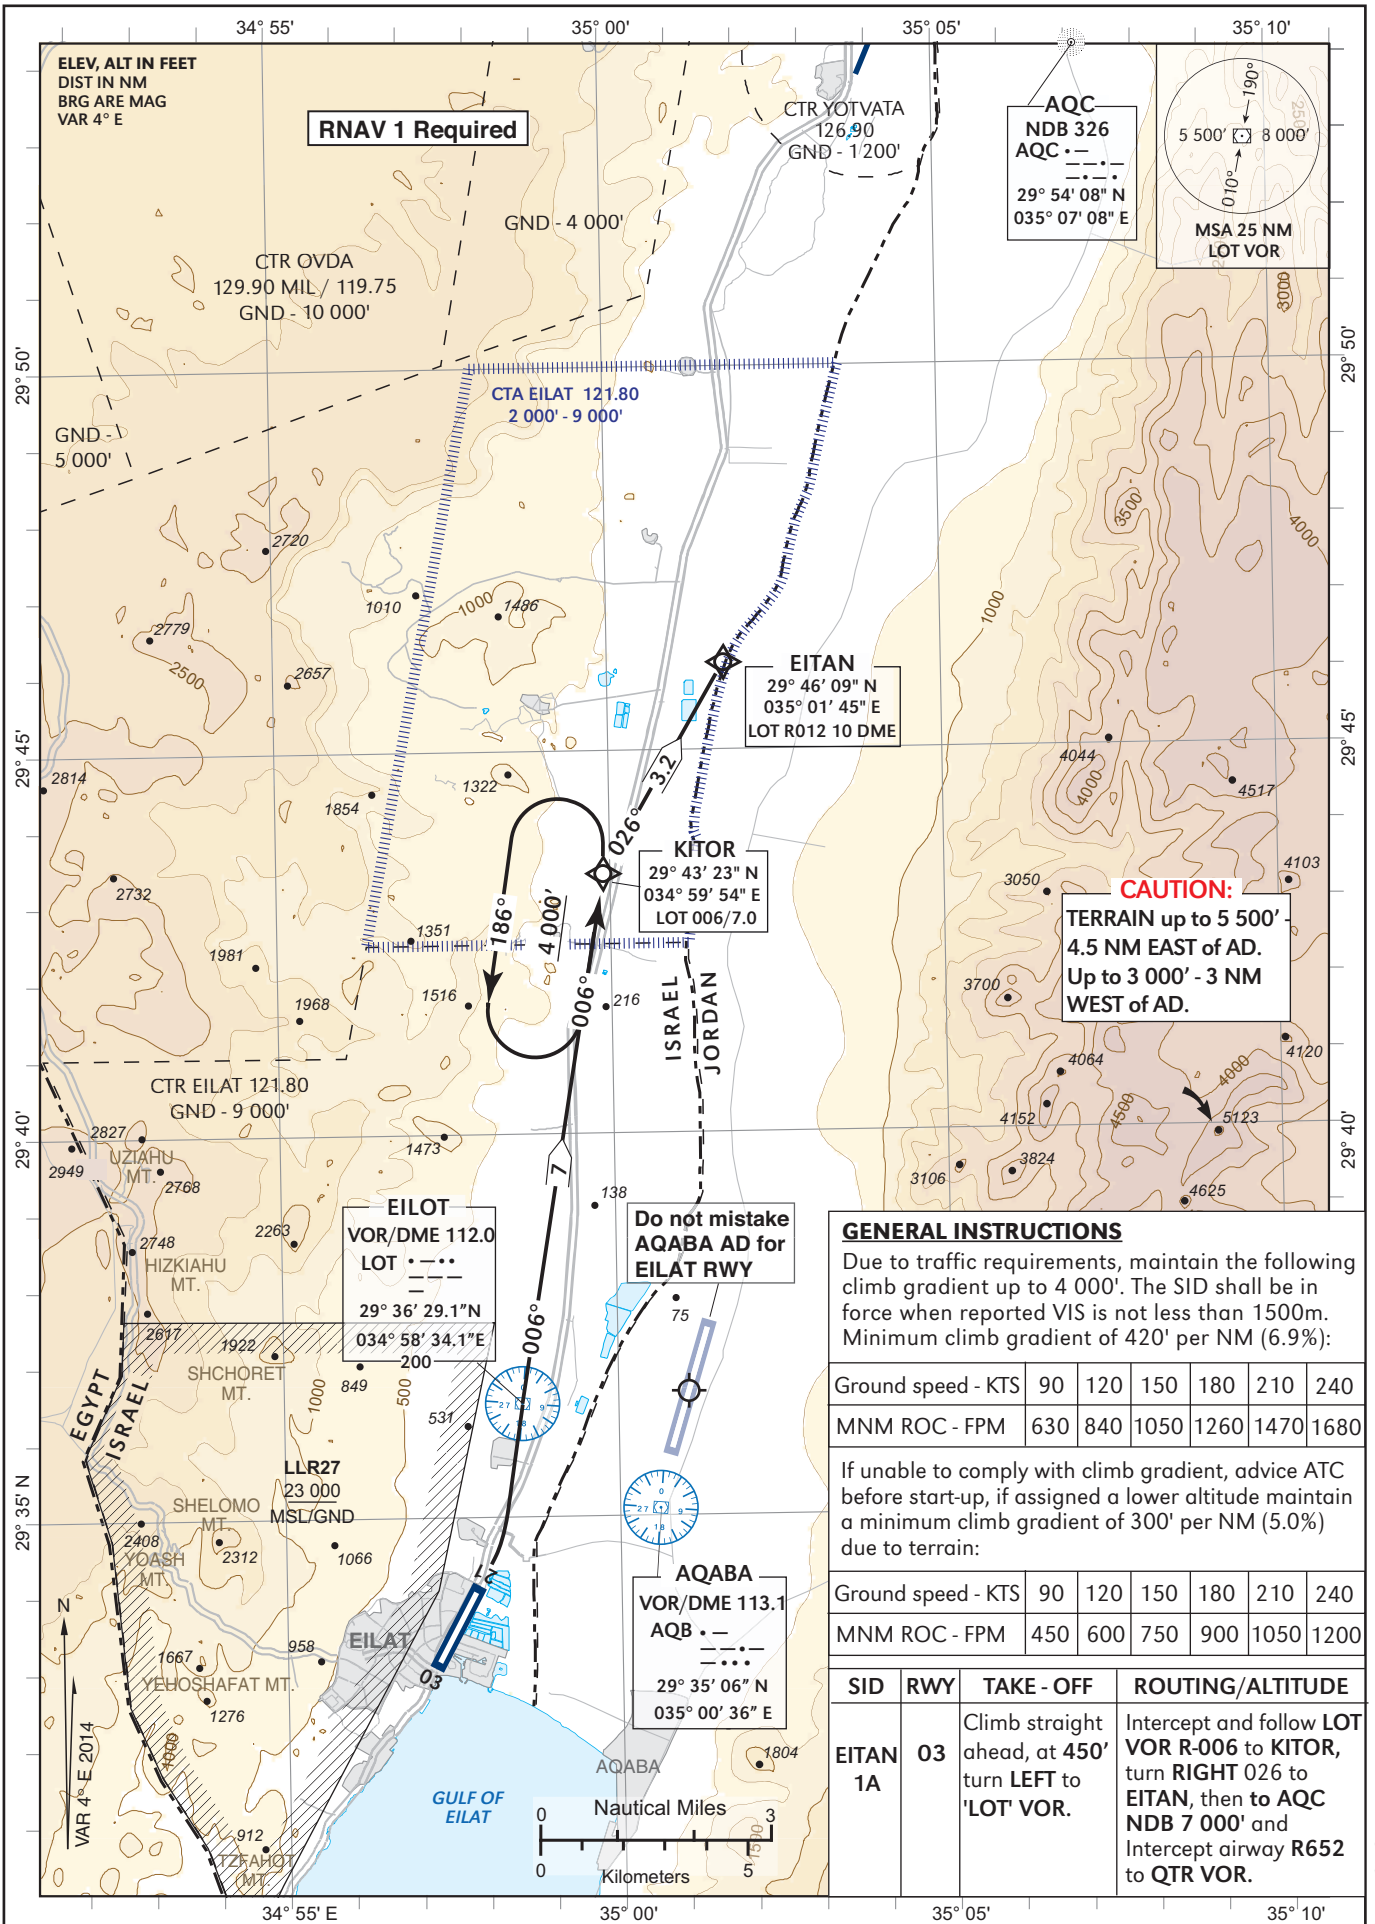 34° 55'
35° 00'
35° 05'
35° 10'
ELEV, ALT IN FEET
DIST IN NM
BRG ARE MAG
VAR 4° E
RNAV 1 Required
CTR YOTVATA
126.90
GND - 1 200'
AQC
NDB 326
AQC • —
— — • —
— • — •
29° 54' 08" N
035° 07' 08" E
190°
5 500'
8 000'
010°
MSA 25 NM
LOT VOR
2500
3000
GND - 4 000'
CTR OVDA
129.90 MIL / 119.75
GND - 10 000'
29° 50'
29° 50'
CTA EILAT 121.80
2 000' - 9 000'
GND -
5 000'
3500
4000
2720
1010
1000
1486
1000
2779
2500
2657
EITAN
29° 46' 09" N
035° 01' 45" E
LOT R012 10 DME
29° 45'
29° 45'
2814
1854
1322
3.2
026°
4044
4000
4517
KITOR
29° 43' 23" N
034° 59' 54" E
LOT 006/7.0
2732
186°
4 000'
1351
3050
4103
CAUTION:
TERRAIN up to 5 500' -
4.5 NM EAST of AD.
Up to 3 000' - 3 NM
WEST of AD.
1981
1968
1516
006°
216
ISRAEL
JORDAN
3700
4120
4064
4000
CTR EILAT 121.80
GND - 9 000'
4152
4500
5123
29° 40'
29° 40'
2827
2949
UZIAHU
MT.
2768
1473
7
3824
3106
4625
138
EILOT
VOR/DME 112.0
LOT • — • •
— — —
—
29° 36' 29.1"N
034° 58' 34.1"E
200
Do not mistake
AQABA AD for
EILAT RWY
2263
2748
HIZKIAHU
MT.
2617
1922
SHCHORET
MT.
849
1000
500
006°
75
531
0
27
9
18
EGYPT
ISRAEL
LLR27
23 000
MSL/GND
29° 35' N
SHELOMO
MT.
2408
YOASH
MT.
2312
1066
0
27
9
18
AQABA
VOR/DME 113.1
AQB • —
— — • —
— • • •
29° 35' 06" N
035° 00' 36" E
21
EILAT
03
958
1667
YEHOSHAFAT MT.
1276
N
VAR 4° E 2014
1000
912
TZFAHOT
MT.
GULF OF
EILAT
AQABA
1804
1500
0
Nautical Miles
3
0
Kilometers
5
GENERAL INSTRUCTIONS
Due to traffic requirements, maintain the following
climb gradient up to 4 000'. The SID shall be in
force when reported VIS is not less than 1500m.
Minimum climb gradient of 420' per NM (6.9%):
Ground speed - KTS 90 120 150 180 210 240
MNM ROC - FPM 630 840 1050 1260 1470 1680
If unable to comply with climb gradient, advice ATC
before start-up, if assigned a lower altitude maintain
a minimum climb gradient of 300' per NM (5.0%)
due to terrain:
Ground speed - KTS 90 120 150 180 210 240
MNM ROC - FPM 450 600 750 900 1050 1200
SID RWY TAKE - OFF ROUTING/ALTITUDE
EITAN
1A
03
Climb straight
ahead, at 450'
turn LEFT to
'LOT' VOR.
Intercept and follow LOT
VOR R-006 to KITOR,
turn RIGHT 026 to
EITAN, then to AQC
NDB 7 000' and
Intercept airway R652
to QTR VOR.
34° 55' E
35° 00'
35° 05'
35° 10'